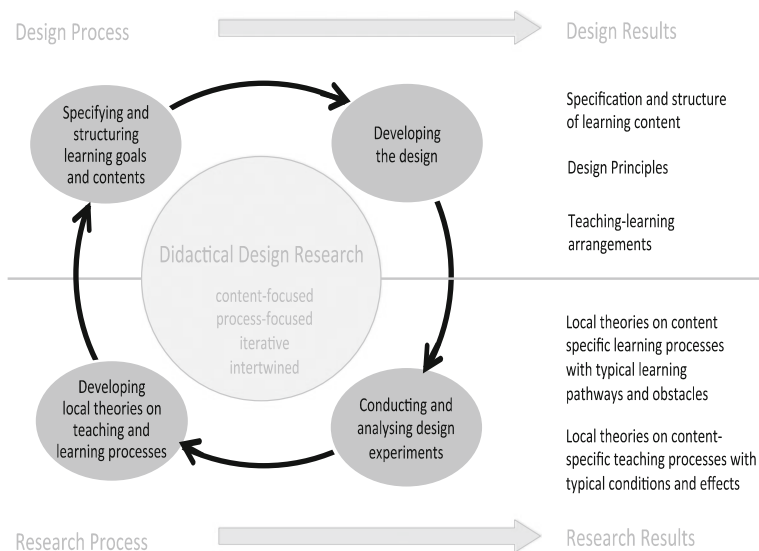 Design Process
Design Results
Specifying and
structuring
learning goals
and contents
Developing
the design
Specification and structure
of learning content
Design Principles
Teaching-learning
arrangements
Didactical Design Research
content-focused
process-focused
iterative
intertwined
Developing
local theories on
teaching and
learning processes
Conducting and
analysing design
experiments
Local theories on content
specific learning processes
with typical learning
pathways and obstacles
Local theories on content-
specific teaching processes with
typical conditions and effects
Research Process
Research Results